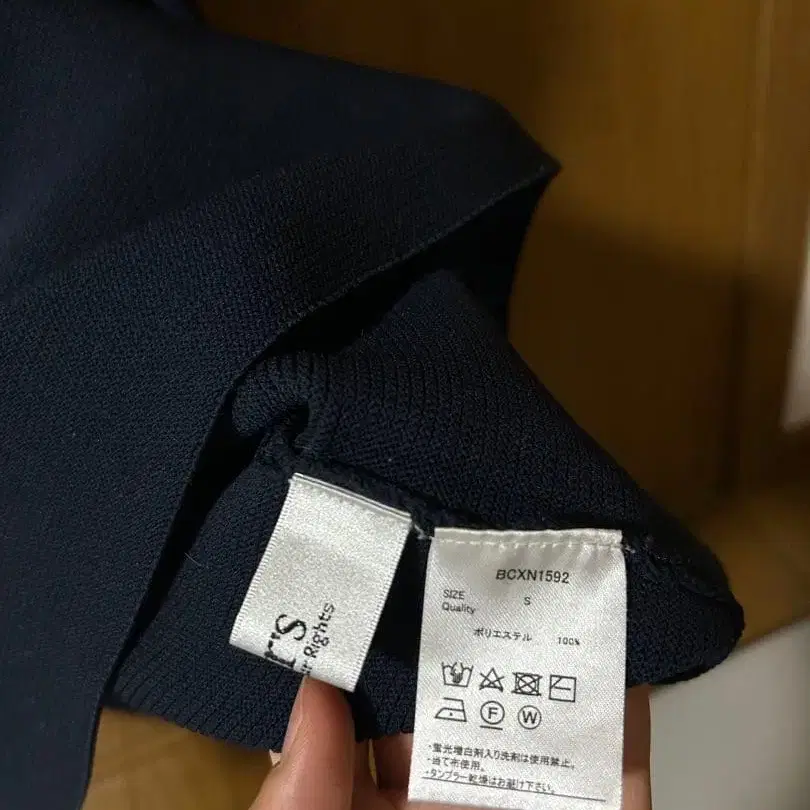 r's
ir Rights
BCXN1592
SIZE S
Quality
ポリエステル 100%
F W
・蛍光増白剤入り洗剤は使用禁止。
・当て布使用。
・タンブラー乾燥はお避け下さい。